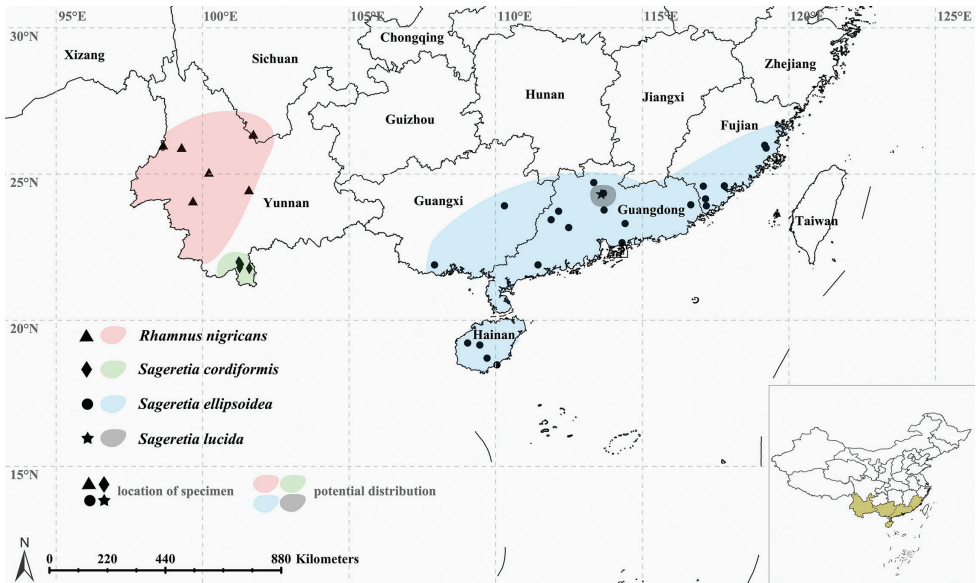 95°E 100°E 105°E 110°E 115°E 120°E 125°E
30°N
Chongqing
Xizang
Sichuan
Zhejiang
Hunan
Jiangxi
Guizhou
Fujian
25°N
Yunnan
Guangxi
Guangdong
Taiwan
20°N
Hainan
Rhamnus nigricans
Sageretia cordiformis
Sageretia ellipsoidea
Sageretia lucida
15°N
location of specimen
potential distribution
N
0 220 440 880 Kilometers